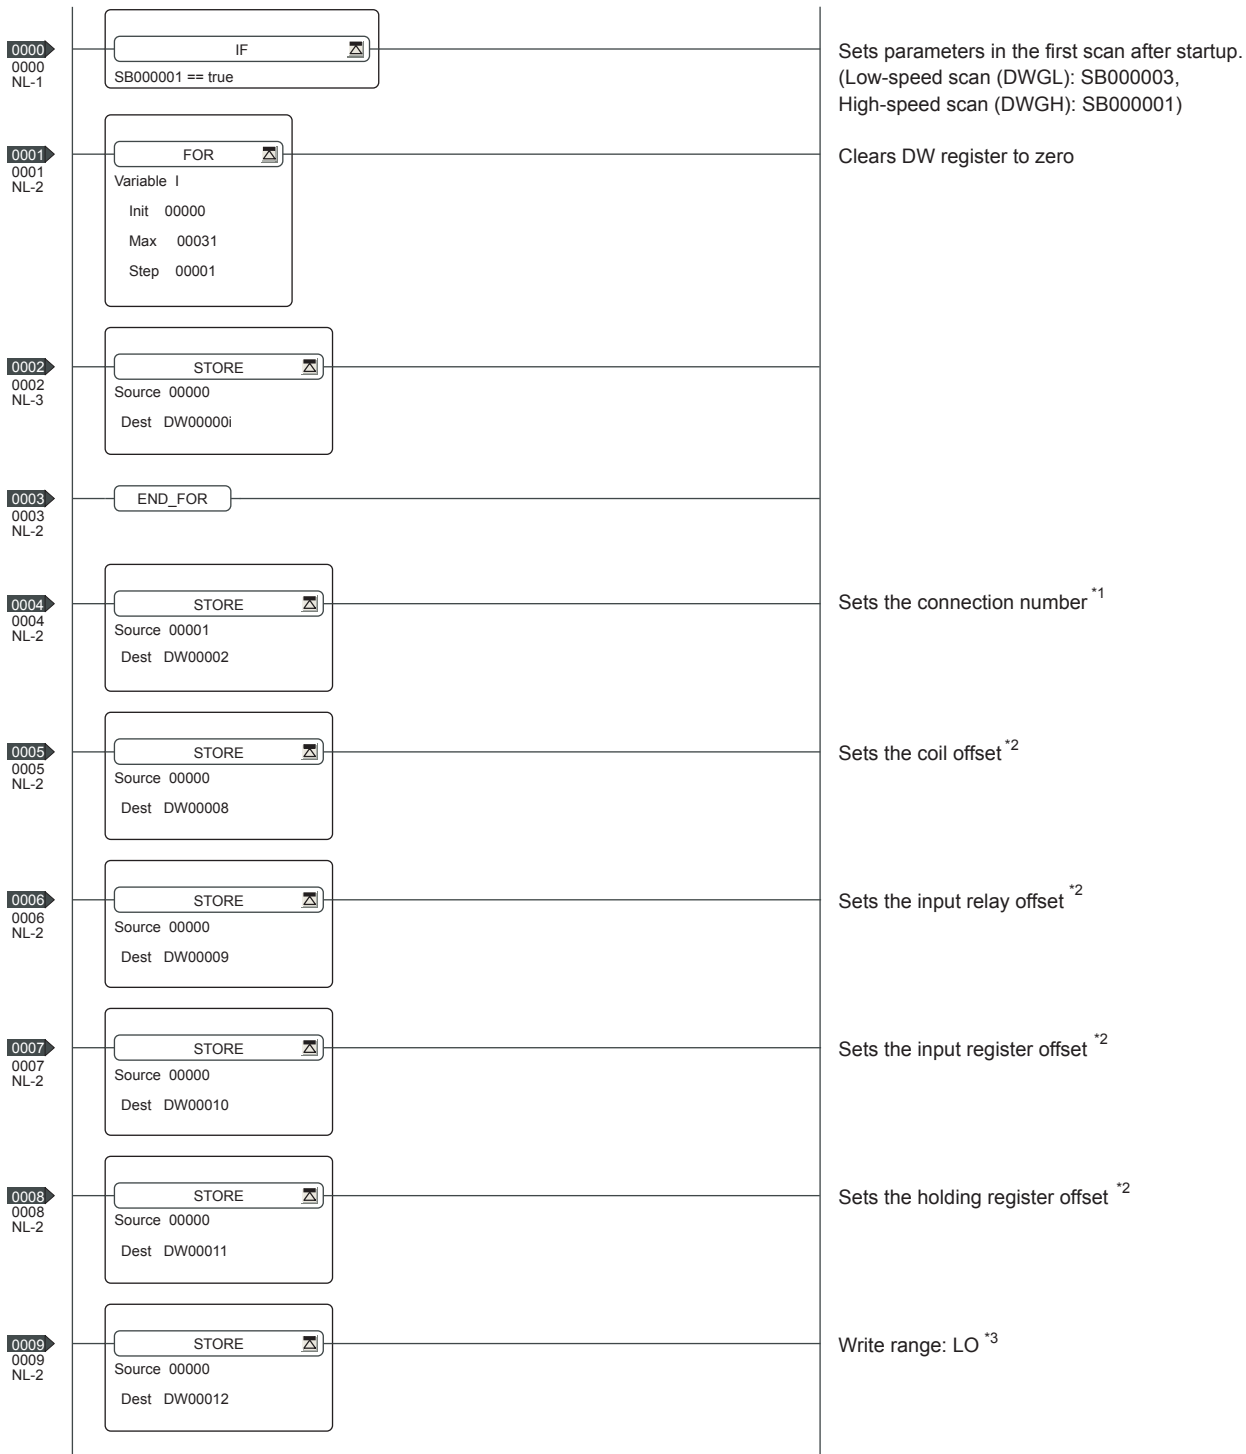 0000
0000
NL-1
IF
SB000001 == true
Sets parameters in the first scan after startup.
(Low-speed scan (DWGL): SB000003,
High-speed scan (DWGH): SB000001)
0001
0001
NL-2
FOR
Variable I
Init 00000
Max 00031
Step 00001
Clears DW register to zero
0002
0002
NL-3
STORE
Source 00000
Dest DW00000i
0003
0003
NL-2
END_FOR
0004
0004
NL-2
STORE
Source 00001
Dest DW00002
Sets the connection number *1
0005
0005
NL-2
STORE
Source 00000
Dest DW00008
Sets the coil offset *2
0006
0006
NL-2
STORE
Source 00000
Dest DW00009
Sets the input relay offset *2
0007
0007
NL-2
STORE
Source 00000
Dest DW00010
Sets the input register offset *2
0008
0008
NL-2
STORE
Source 00000
Dest DW00011
Sets the holding register offset *2
0009
0009
NL-2
STORE
Source 00000
Dest DW00012
Write range: LO *3